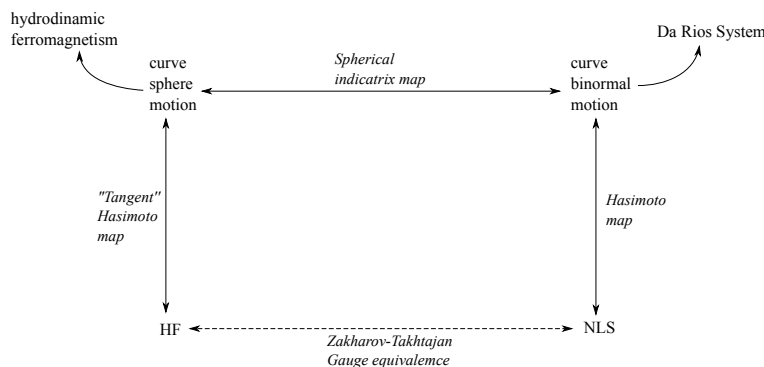 hydrodinamic
ferromagnetism
Da Rios System
curve
sphere
motion
Spherical
indicatrix map
curve
binormal
motion
"Tangent"
Hasimoto
map
Hasimoto
map
HF
NLS
Zakharov-Takhtajan
Gauge equivalemce